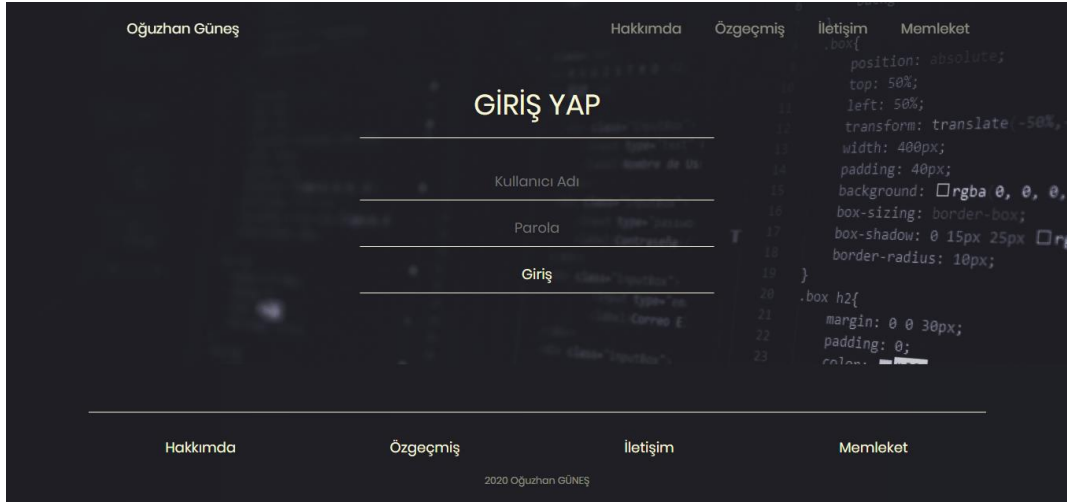 Oğuzhan Güneş
Hakkımda Özgeçmiş İletişim Memleket
GİRİŞ YAP
Kullanıcı Adı
Parola
Giriş
.box{
position: absolute;
top: 50%;
left: 50%;
transform: translate(-50%,
width: 400px;
padding: 40px;
background: rgba(0, 0, 0,
box-sizing: border-box;
box-shadow: 0 15px 25px
border-radius: 10px;
}
.box h2{
margin: 0 0 30px;
padding: 0;
Hakkımda Özgeçmiş İletişim Memleket
2020 Oğuzhan GÜNEŞ